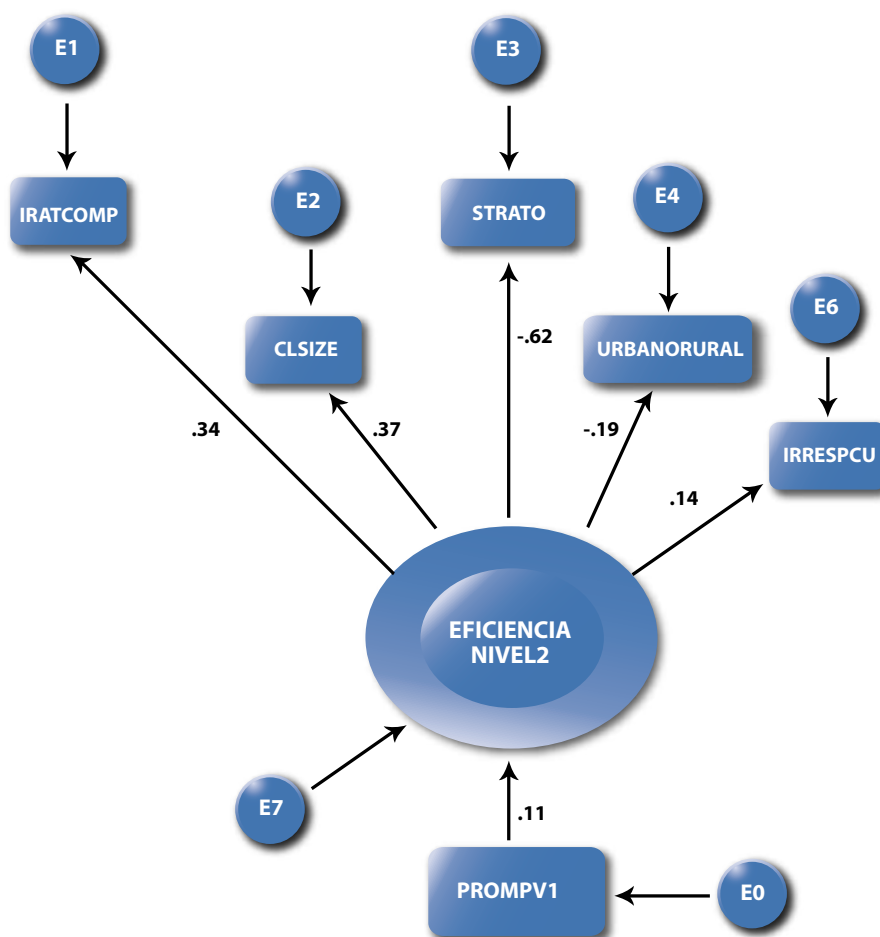 E1
E3
E2
E4
IRATCOMP
STRATO
E6
CLSIZE
URBANORURAL
-.62
.34
.37
-.19
IRRESPCU
.14
EFICIENCIA
NIVEL2
E7
.11
PROMPV1
E0